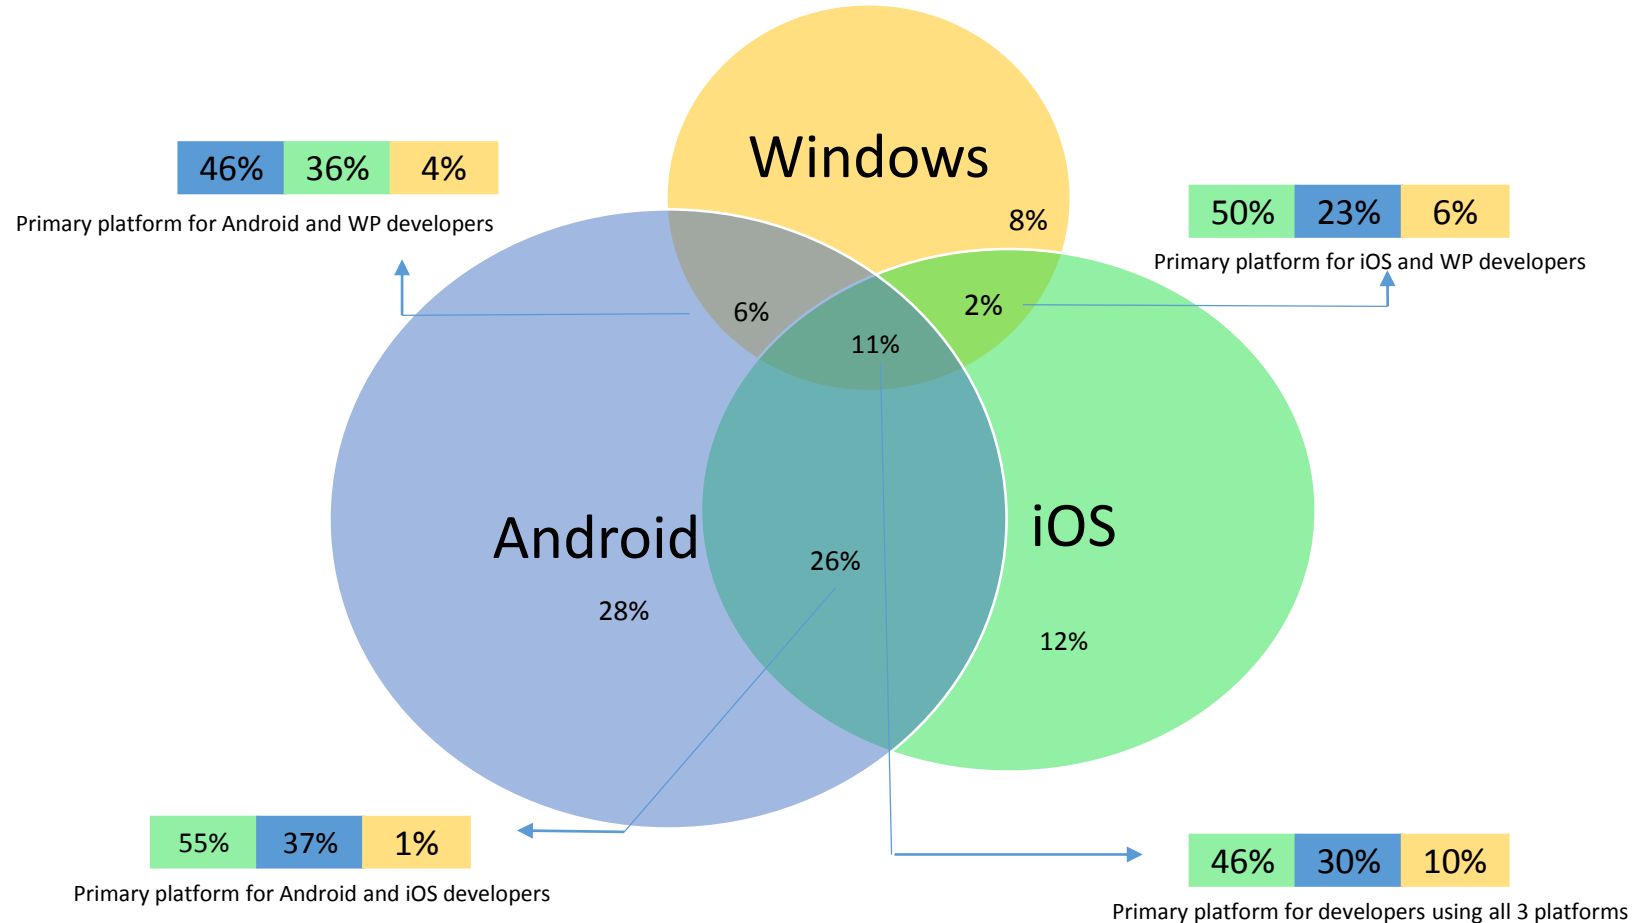 Windows
46% 36% 4%
Primary platform for Android and WP developers
8%
50% 23% 6%
Primary platform for iOS and WP developers
6%
2%
11%
Android
iOS
26%
28%
12%
55% 37% 1%
Primary platform for Android and iOS developers
46% 30% 10%
Primary platform for developers using all 3 platforms